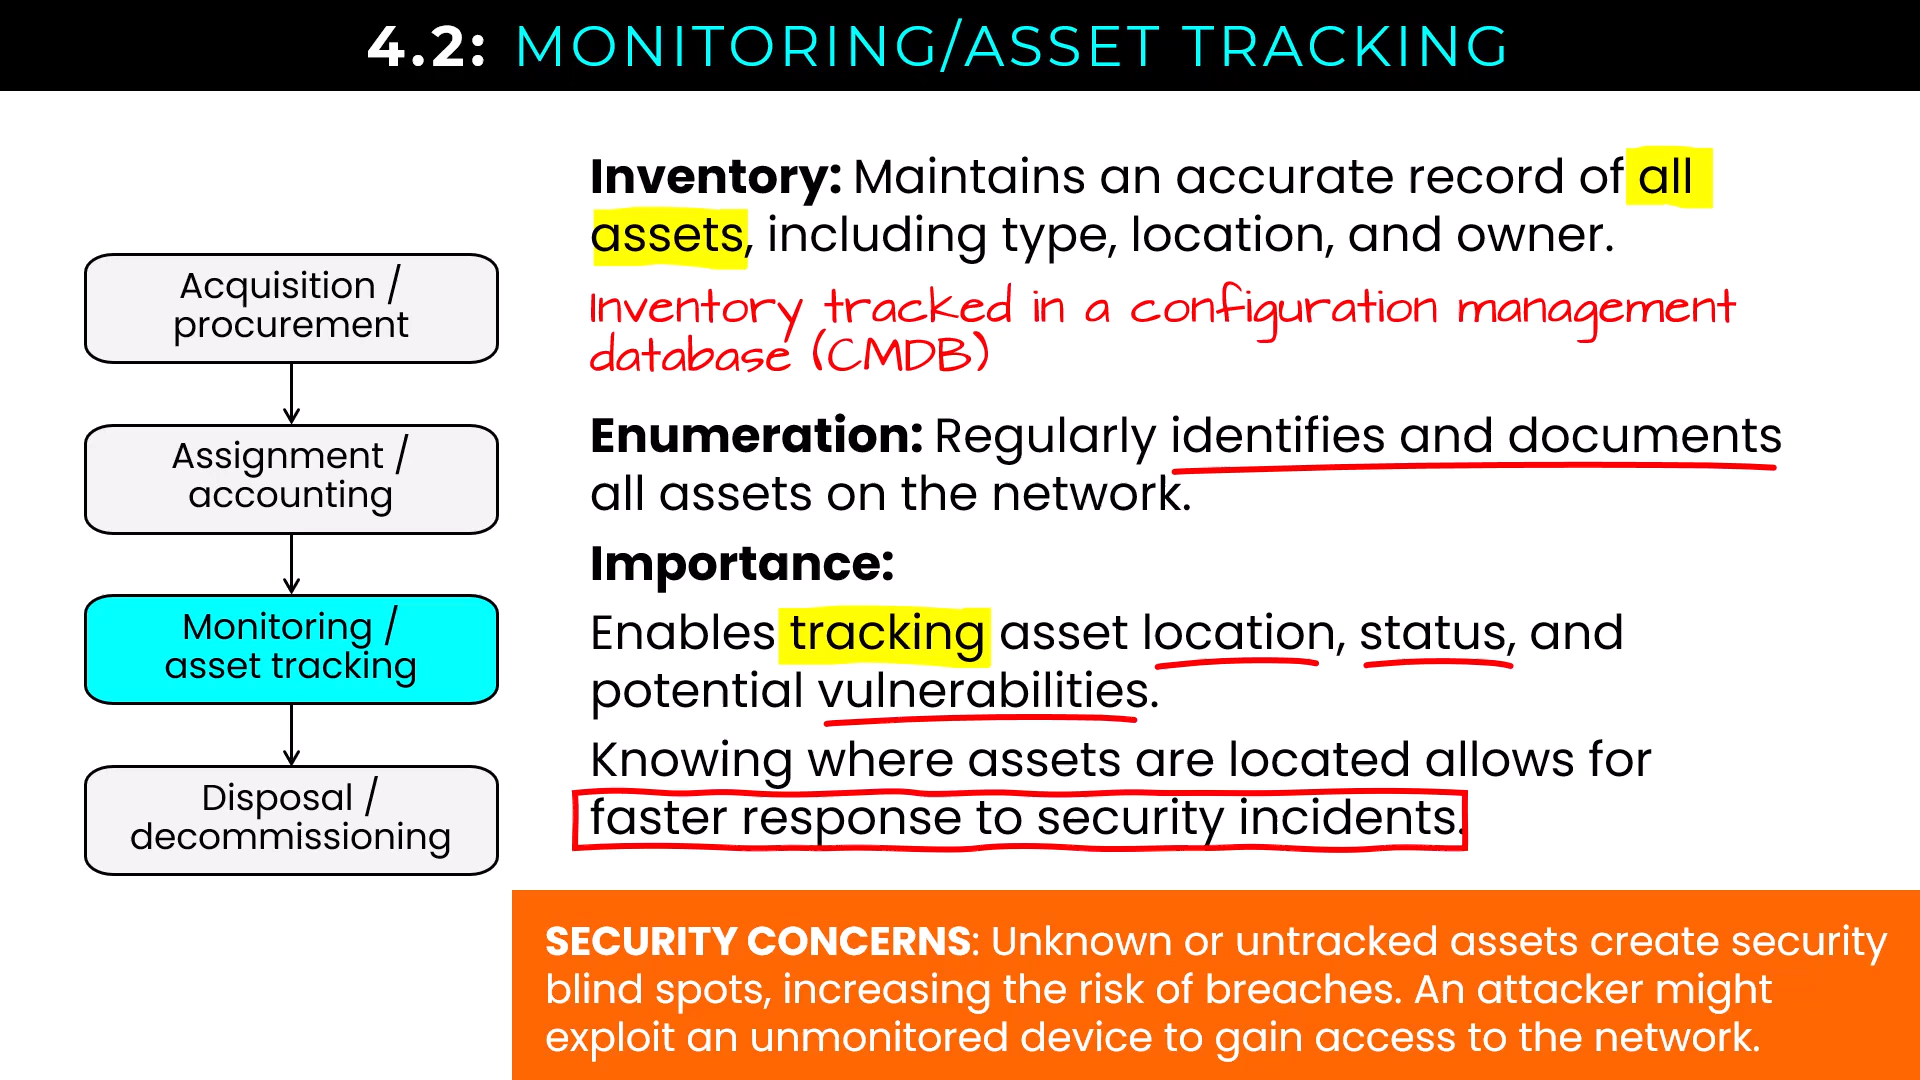 4.2: MONITORING/ASSET TRACKING
Acquisition /
procurement
Assignment /
accounting
Monitoring /
asset tracking
Disposal /
decommissioning
Inventory: Maintains an accurate record of all
assets, including type, location, and owner.
Inventory tracked in a configuration management
database (CMDB)
Enumeration: Regularly identifies and documents
all assets on the network.
Importance:
Enables tracking asset location, status, and
potential vulnerabilities.
Knowing where assets are located allows for
faster response to security incidents.
SECURITY CONCERNS: Unknown or untracked assets create security
blind spots, increasing the risk of breaches. An attacker might
exploit an unmonitored device to gain access to the network.